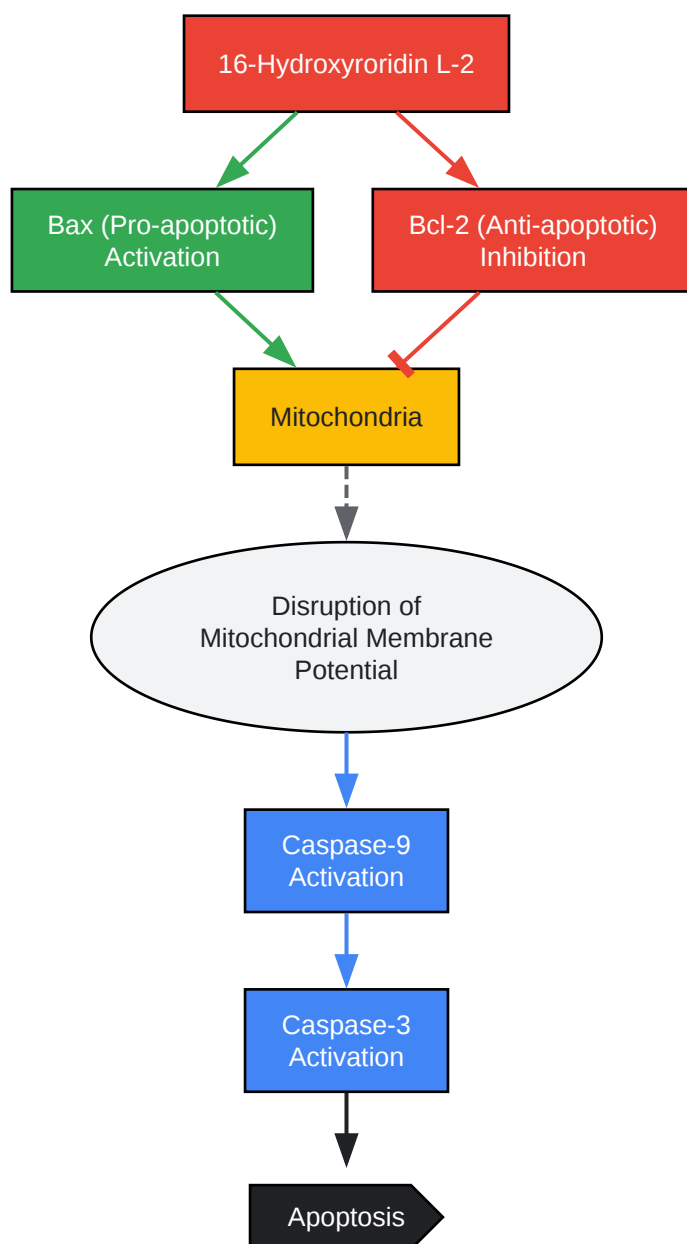 16-Hydroxyroridin L-2
Bax (Pro-apoptotic)
Activation
Bcl-2 (Anti-apoptotic)
Inhibition
Mitochondria
Disruption of
Mitochondrial Membrane
Potential
Caspase-9
Activation
Caspase-3
Activation
Apoptosis